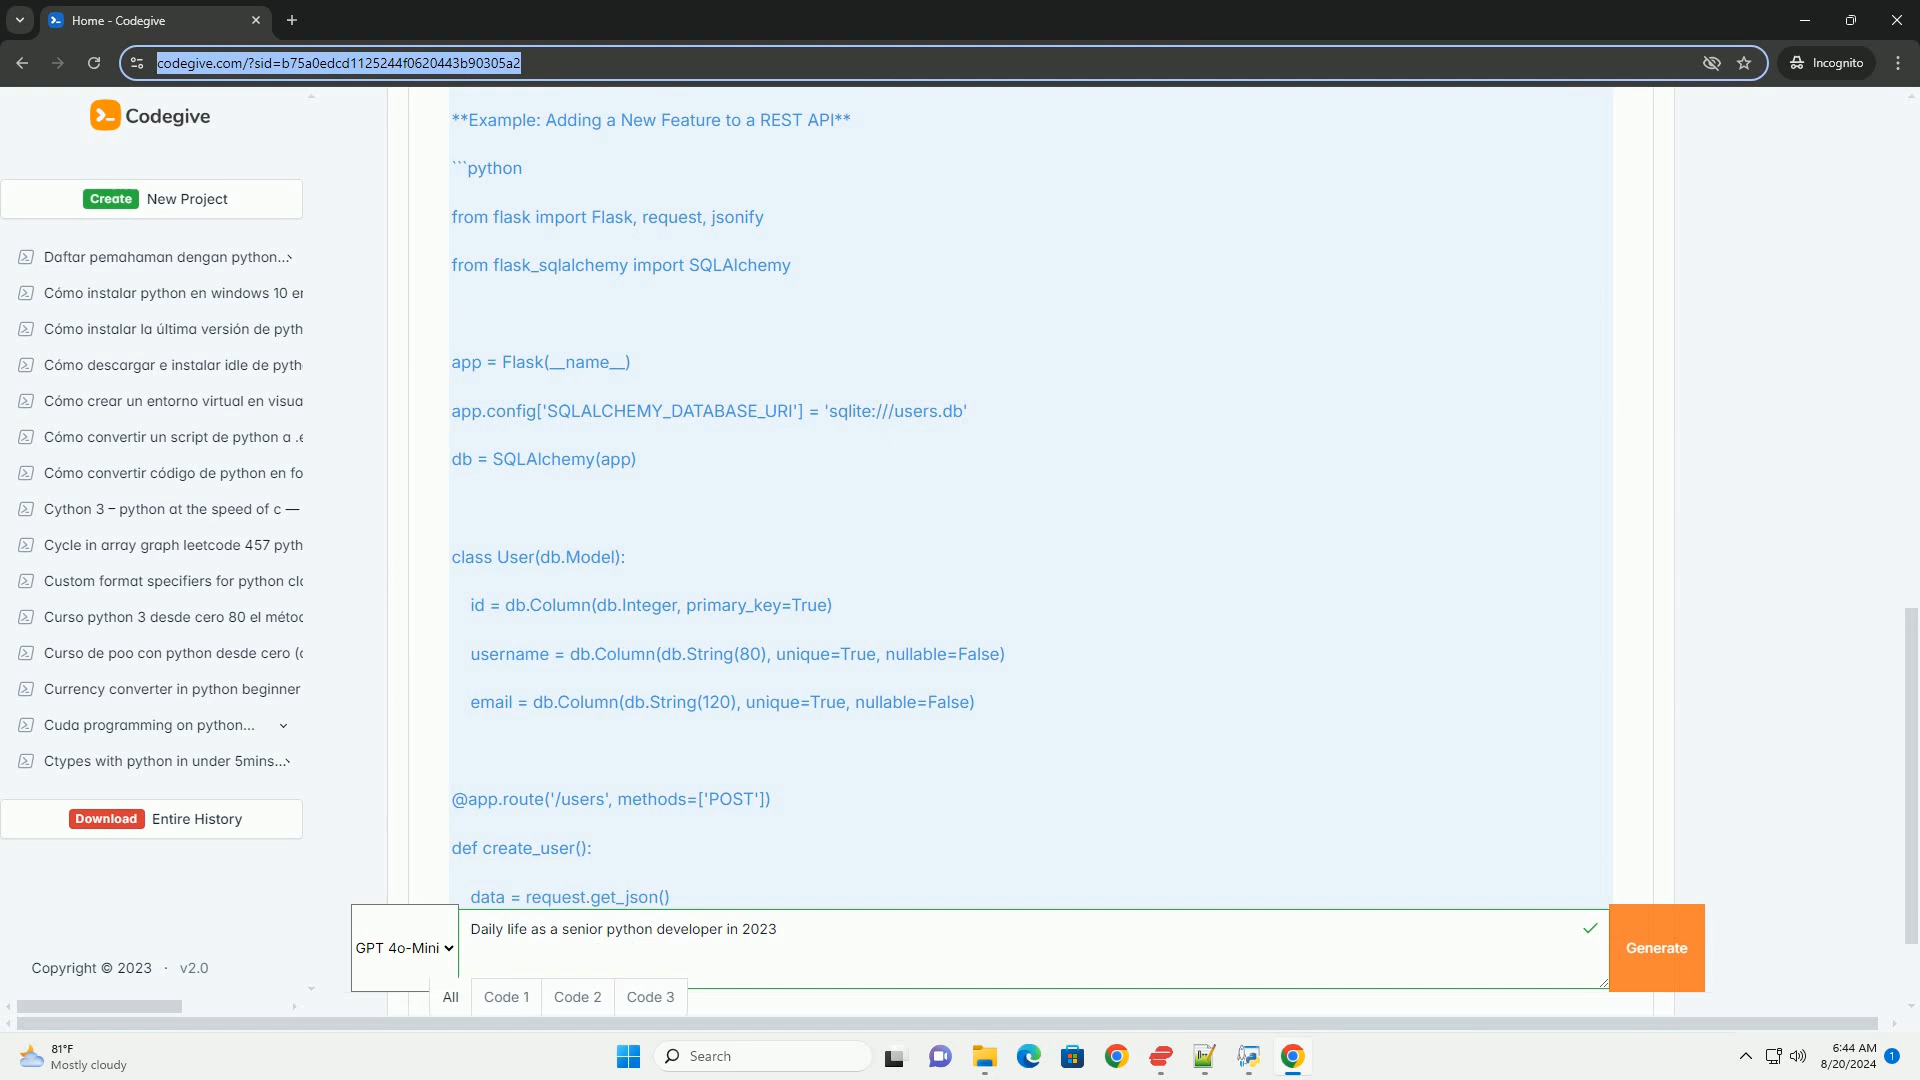 Home - Codegive
codegive.com/?sid=b75a0edcd1125244f0620443b90305a2
Incognito
Codegive
Create New Project
Daftar pemahaman dengan python...
Cómo instalar python en windows 10 er
Cómo instalar la última versión de pyth
Cómo descargar e instalar idle de pyth
Cómo crear un entorno virtual en visua
Cómo convertir un script de python a .e
Cómo convertir código de python en fo
Cython 3 – python at the speed of c —
Cycle in array graph leetcode 457 pyth
Custom format specifiers for python clc
Curso python 3 desde cero 80 el métoc
Curso de poo con python desde cero (c
Currency converter in python beginner
Cuda programming on python...
Ctypes with python in under 5mins...
Download Entire History
Copyright © 2023 · v2.0
**Example: Adding a New Feature to a REST API**
```python
from flask import Flask, request, jsonify
from flask_sqlalchemy import SQLAlchemy
app = Flask(__name__)
app.config['SQLALCHEMY_DATABASE_URI'] = 'sqlite:///users.db'
db = SQLAlchemy(app)
class User(db.Model):
id = db.Column(db.Integer, primary_key=True)
username = db.Column(db.String(80), unique=True, nullable=False)
email = db.Column(db.String(120), unique=True, nullable=False)
@app.route('/users', methods=['POST'])
def create_user():
data = request.get_json()
GPT 4o-Mini
Daily life as a senior python developer in 2023
Generate
All Code 1 Code 2 Code 3
81°F
Mostly cloudy
Search
6:44 AM
8/20/2024
1